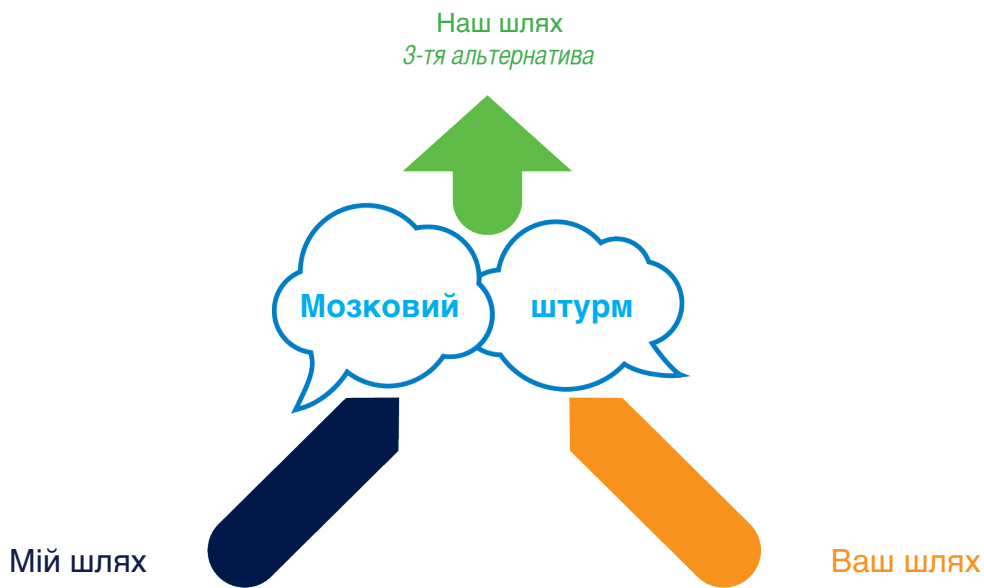 Наш шлях
3-тя альтернатива
Мозковий штурм
Мій шлях
Ваш шлях